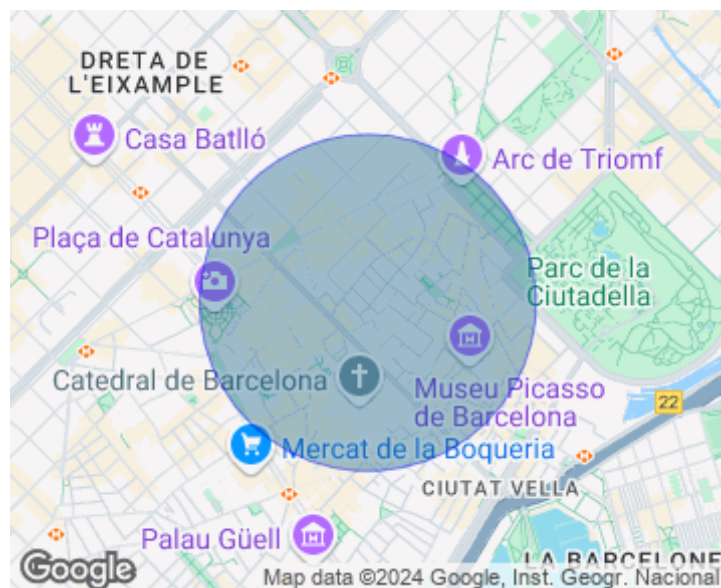 DRETA DE
L'EIXAMPLE
Casa Batlló
Arc de Triomf
Plaça de Catalunya
Parc de la
Ciutadella
Catedral de Barcelona
Museu Picasso
de Barcelona
22
Mercat de la Boqueria
CIUTAT VELLA
Palau Güell
LA BARCELONE
Google
Map data ©2024 Google, Inst. Geogr. Nacional